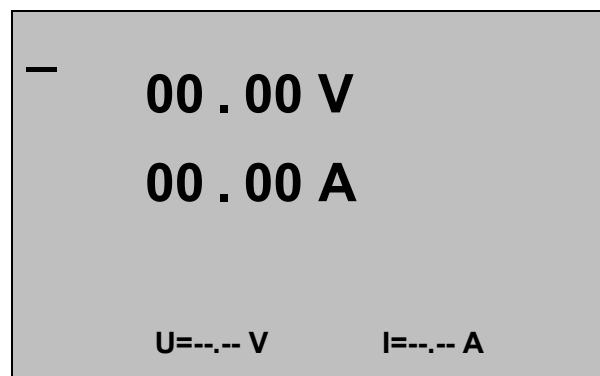 _
00 . 00 V
00 . 00 A
U=--.-- V I=--.-- A